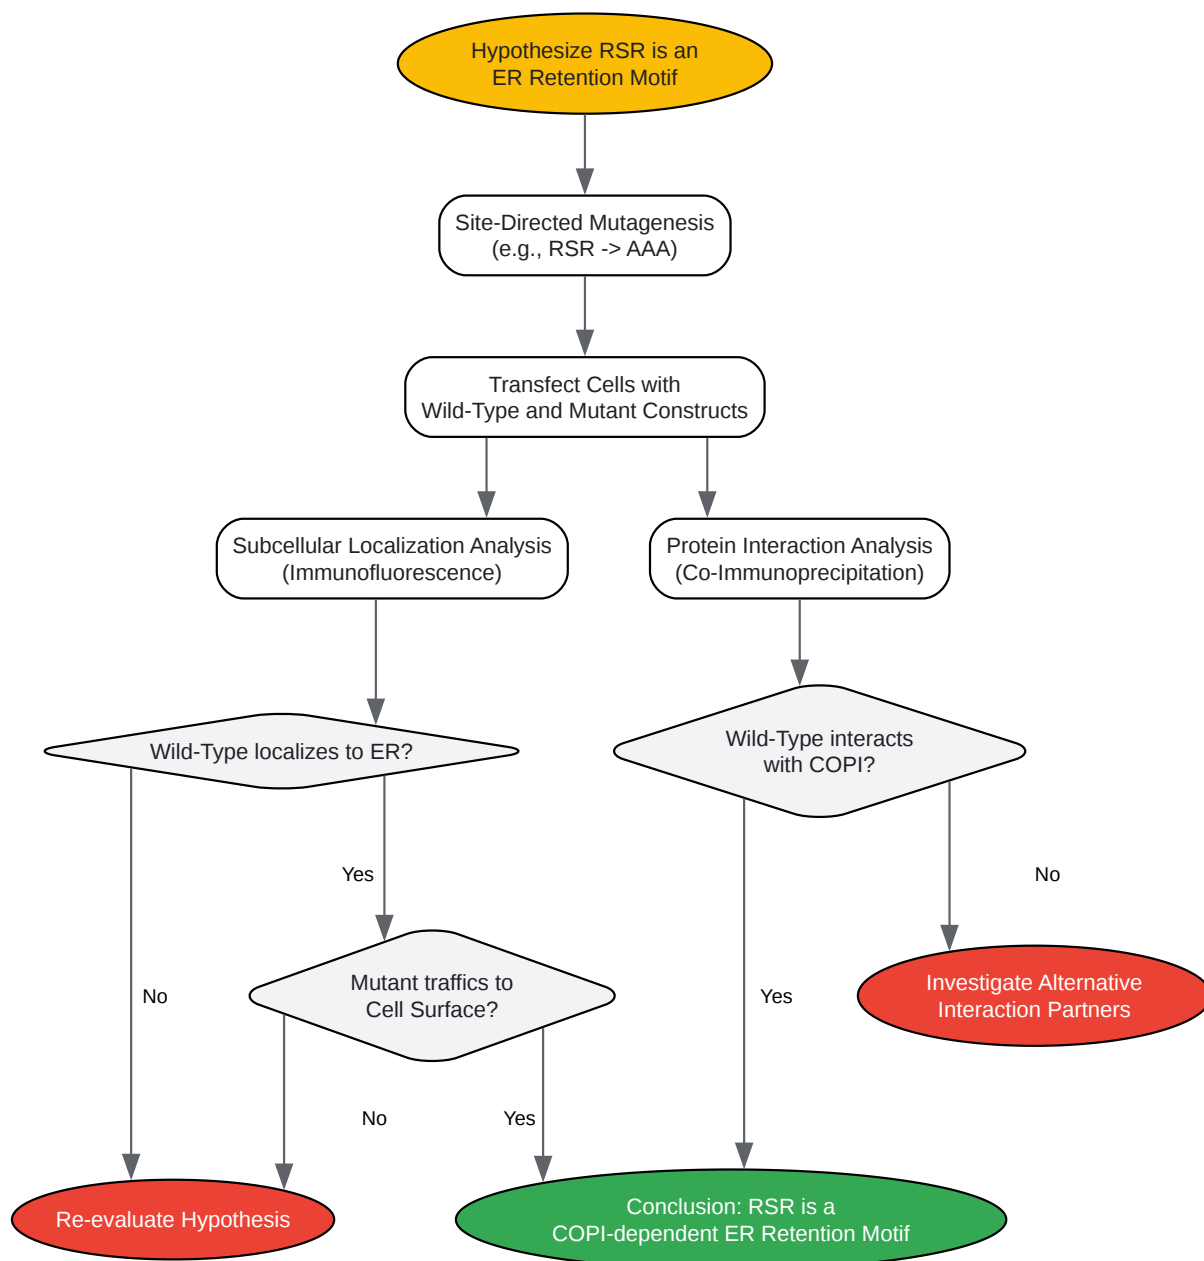 Hypothesize RSR is an
ER Retention Motif
Site-Directed Mutagenesis
(e.g., RSR -> AAA)
Transfect Cells with
Wild-Type and Mutant Constructs
Subcellular Localization Analysis
(Immunofluorescence)
Protein Interaction Analysis
(Co-Immunoprecipitation)
Wild-Type localizes to ER?
Wild-Type interacts
with COPI?
Yes
No
Mutant traffics to
Cell Surface?
Investigate Alternative
Interaction Partners
No
Yes
No
Yes
Re-evaluate Hypothesis
Conclusion: RSR is a
COPI-dependent ER Retention Motif